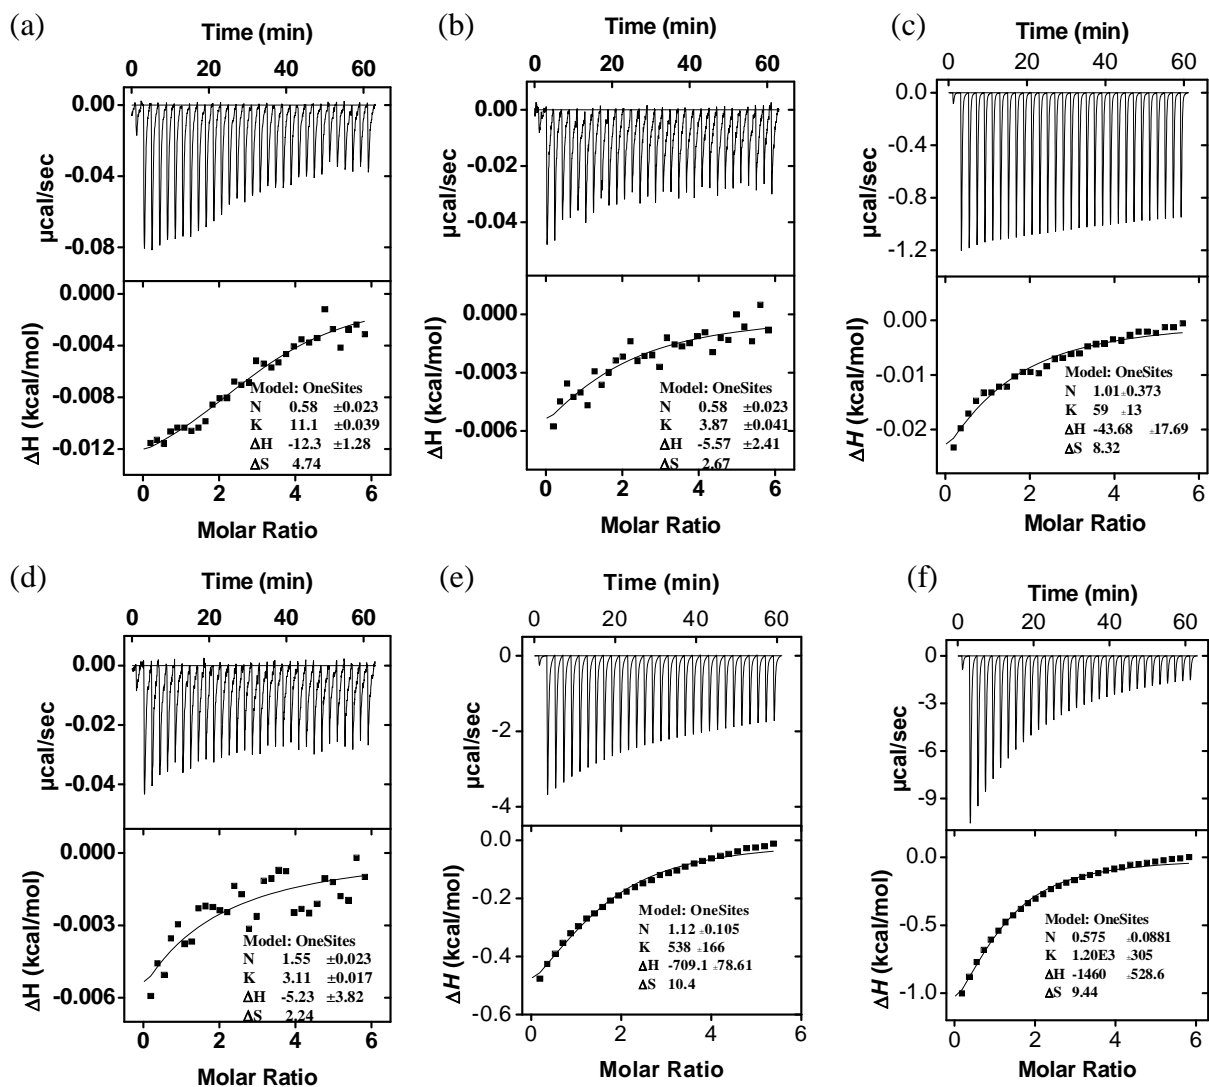 (a)
Time (min)
0 20 40 60
0.00
-0.04
-0.08
μcal/sec
0.000
-0.004
-0.008
-0.012
ΔH (kcal/mol)
Model: OneSites
N 0.58 ±0.023
K 11.1 ±0.039
ΔH -12.3 ±1.28
ΔS 4.74
0 2 4 6
Molar Ratio
(b)
Time (min)
0 20 40 60
0.00
-0.02
-0.04
μcal/sec
0.000
-0.003
-0.006
ΔH (kcal/mol)
Model: OneSites
N 0.58 ±0.023
K 3.87 ±0.041
ΔH -5.57 ±2.41
ΔS 2.67
0 2 4 6
Molar Ratio
(c)
Time (min)
0 20 40 60
0.0
-0.4
-0.8
-1.2
μcal/sec
0.00
-0.01
-0.02
ΔH (kcal/mol)
Model: OneSites
N 1.01±0.373
K 59 ±13
ΔH -43.68 ±17.69
ΔS 8.32
0 2 4 6
Molar Ratio
(d)
Time (min)
0 20 40 60
0.00
-0.02
-0.04
μcal/sec
0.000
-0.003
-0.006
ΔH (kcal/mol)
Model: OneSites
N 1.55 ±0.023
K 3.11 ±0.017
ΔH -5.23 ±3.82
ΔS 2.24
0 2 4 6
Molar Ratio
(e)
Time (min)
0 20 40 60
0
-2
-4
μcal/sec
0.0
-0.2
-0.4
-0.6
ΔH (kcal/mol)
Model: OneSites
N 1.12 ±0.105
K 538 ±166
ΔH -709.1 ±78.61
ΔS 10.4
0 2 4 6
Molar Ratio
(f)
Time (min)
0 20 40 60
0
-3
-6
-9
μcal/sec
0.0
-0.5
-1.0
ΔH (kcal/mol)
Model: OneSites
N 0.575 ±0.0881
K 1.20E3 ±305
ΔH -1460 ±528.6
ΔS 9.44
0 2 4 6
Molar Ratio